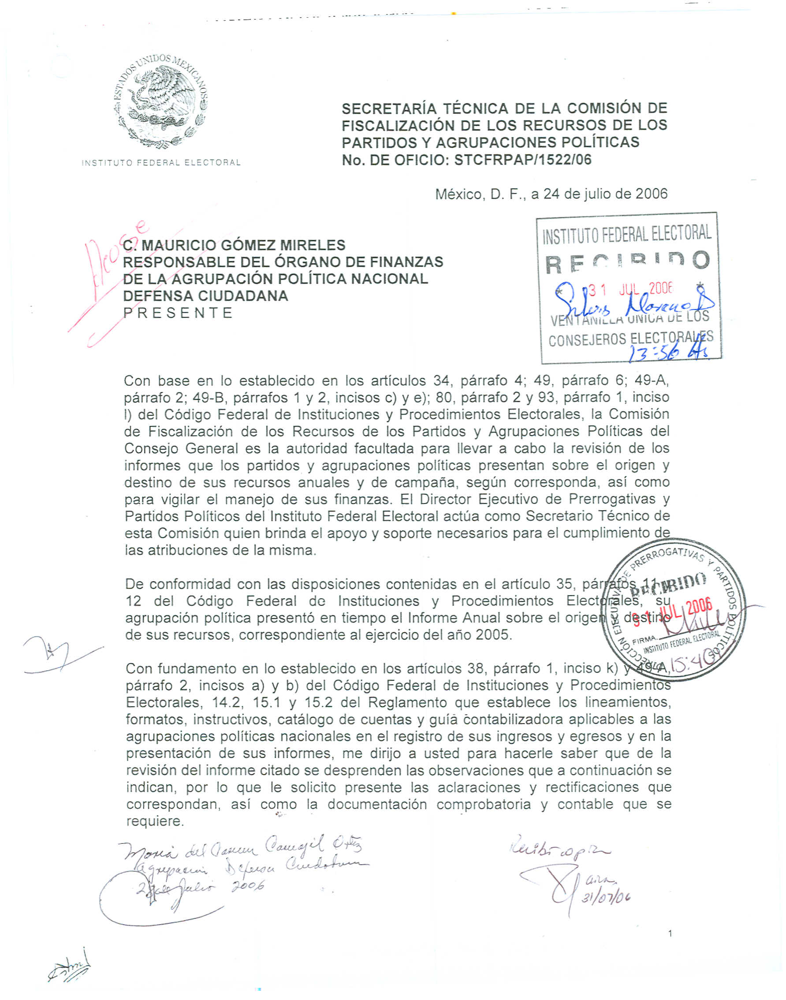 ESTADOS UNIDOS MEXICANOS
INSTITUTO FEDERAL ELECTORAL
SECRETARÍA TÉCNICA DE LA COMISIÓN DE
FISCALIZACIÓN DE LOS RECURSOS DE LOS
PARTIDOS Y AGRUPACIONES POLÍTICAS
No. DE OFICIO: STCFRPAP/1522/06
México, D. F., a 24 de julio de 2006
Acose
C. MAURICIO GÓMEZ MIRELES
RESPONSABLE DEL ÓRGANO DE FINANZAS
DE LA AGRUPACIÓN POLÍTICA NACIONAL
DEFENSA CIUDADANA
PRESENTE
INSTITUTO FEDERAL ELECTORAL
RECIBIDO
* 31 JUL 2006 *
Moreno
VENTANILLA UNICA DE LOS
CONSEJEROS ELECTORALES
13:56 Hs.
Con base en lo establecido en los artículos 34, párrafo 4; 49, párrafo 6; 49-A,
párrafo 2; 49-B, párrafos 1 y 2, incisos c) y e); 80, párrafo 2 y 93, párrafo 1, inciso
l) del Código Federal de Instituciones y Procedimientos Electorales, la Comisión
de Fiscalización de los Recursos de los Partidos y Agrupaciones Políticas del
Consejo General es la autoridad facultada para llevar a cabo la revisión de los
informes que los partidos y agrupaciones políticas presentan sobre el origen y
destino de sus recursos anuales y de campaña, según corresponda, así como
para vigilar el manejo de sus finanzas. El Director Ejecutivo de Prerrogativas y
Partidos Políticos del Instituto Federal Electoral actúa como Secretario Técnico de
esta Comisión quien brinda el apoyo y soporte necesarios para el cumplimiento de
las atribuciones de la misma.
De conformidad con las disposiciones contenidas en el artículo 35, párrafos 11 y
12 del Código Federal de Instituciones y Procedimientos Electorales, su
agrupación política presentó en tiempo el Informe Anual sobre el origen y destino
de sus recursos, correspondiente al ejercicio del año 2005.
DIRECCIÓN EJECUTIVA DE PRERROGATIVAS Y PARTIDOS POLÍTICOS
RECIBIDO
31 JUL 2006
FIRMA
INSTITUTO FEDERAL ELECTORAL
15:40
Con fundamento en lo establecido en los artículos 38, párrafo 1, inciso k) y 49-A,
párrafo 2, incisos a) y b) del Código Federal de Instituciones y Procedimientos
Electorales, 14.2, 15.1 y 15.2 del Reglamento que establece los lineamientos,
formatos, instructivos, catálogo de cuentas y guía contabilizadora aplicables a las
agrupaciones políticas nacionales en el registro de sus ingresos y egresos y en la
presentación de sus informes, me dirijo a usted para hacerle saber que de la
revisión del informe citado se desprenden las observaciones que a continuación se
indican, por lo que le solicito presente las aclaraciones y rectificaciones que
correspondan, así como la documentación comprobatoria y contable que se
requiere.
María del Carmen Ortiz
Agrupación Defensa Ciudadana
Julio 2006
Recibí copia
31/07/06
1